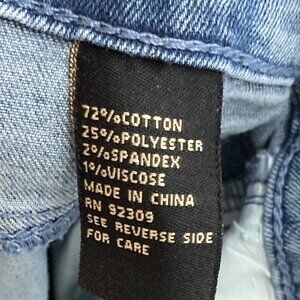 72%COTTON
25%POLYESTER
2%SPANDEX
1%VISCOSE
MADE IN CHINA
RN 92309
SEE REVERSE SIDE
FOR CARE